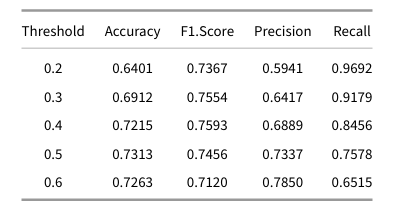 Threshold Accuracy F1.Score Precision Recall
0.2 0.6401 0.7367 0.5941 0.9692
0.3 0.6912 0.7554 0.6417 0.9179
0.4 0.7215 0.7593 0.6889 0.8456
0.5 0.7313 0.7456 0.7337 0.7578
0.6 0.7263 0.7120 0.7850 0.6515